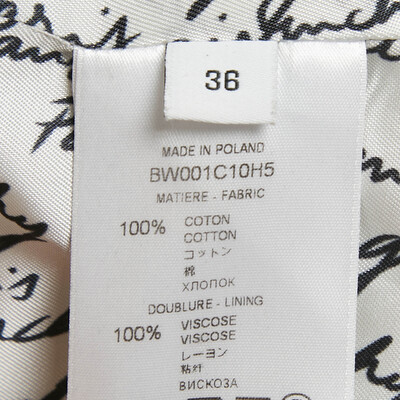 36
MADE IN POLAND
BW001C10H5
MATIERE - FABRIC
100% COTON
COTTON
コットン
棉
ХЛОПОК
DOUBLURE - LINING
100% VISCOSE
VISCOSE
レーヨン
粘纤
ВИСКОЗА